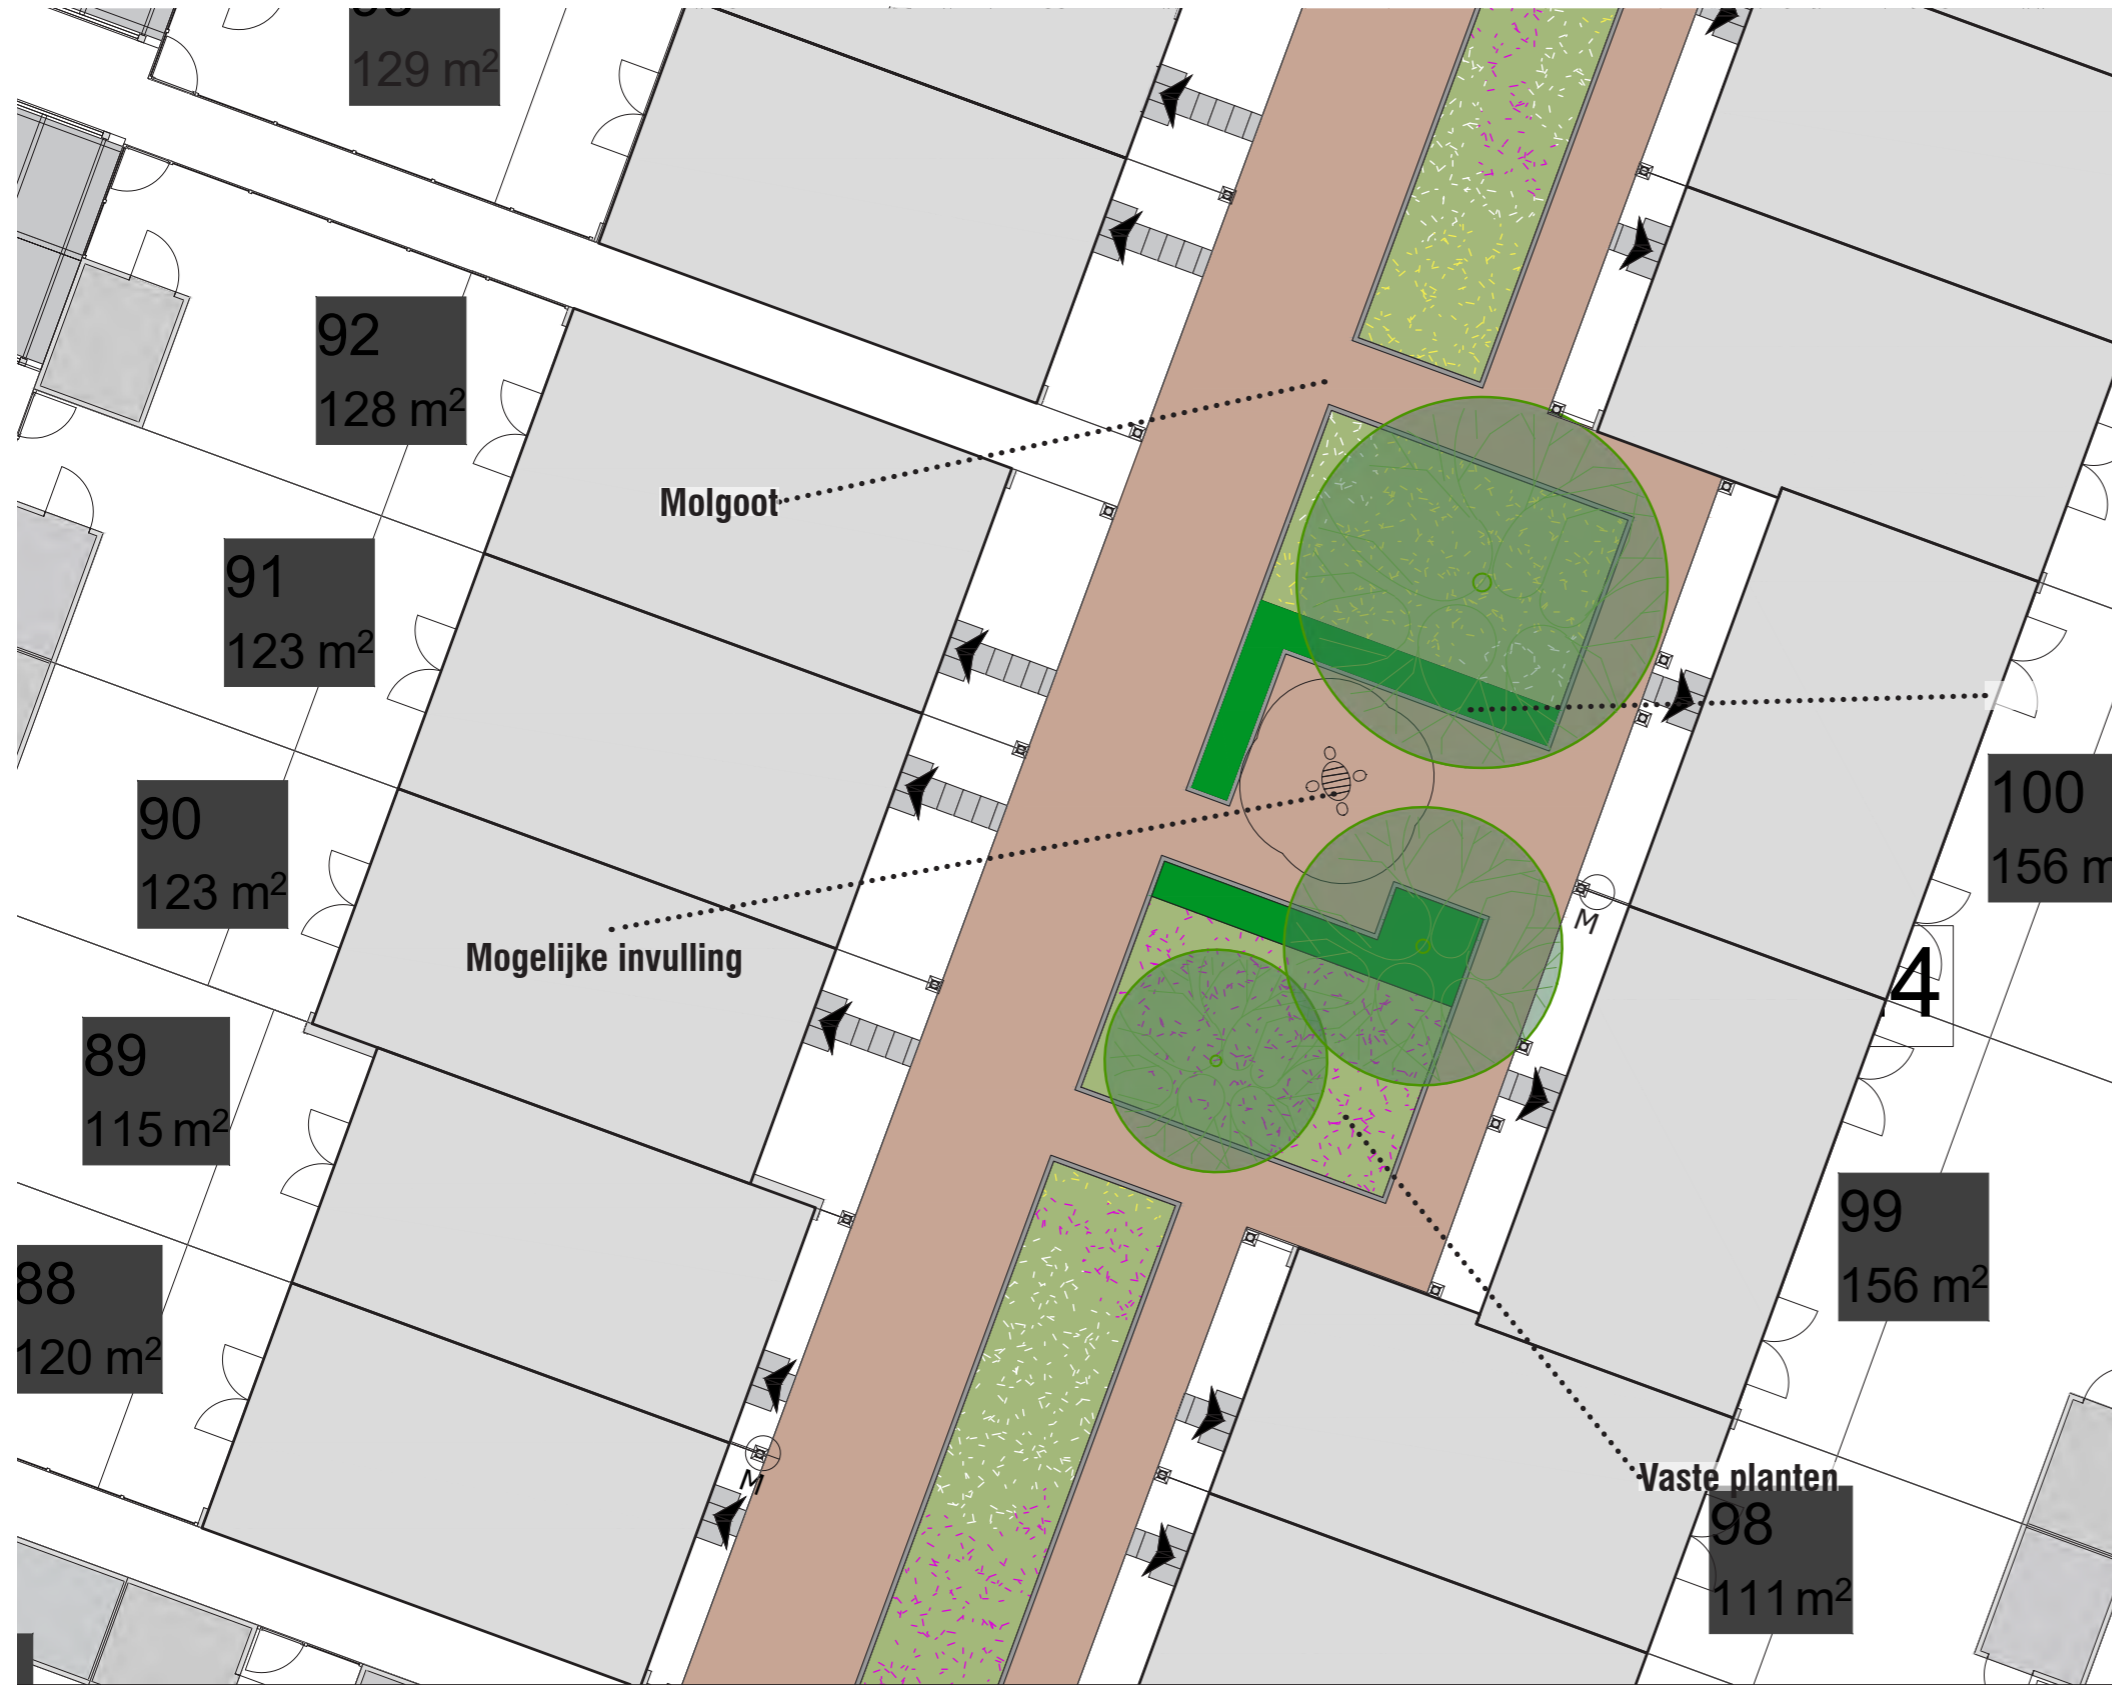 129 m²
92
128 m²
Molgoot
91
123 m²
90
123 m²
100
156 m
M
Mogelijke invulling
4
89
115 m²
99
156 m²
88
120 m²
M
Vaste planten
98
111 m²